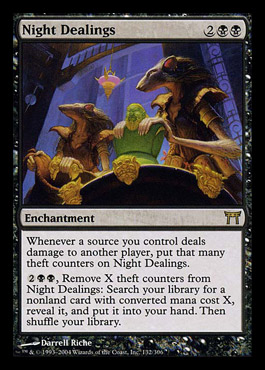 Night Dealings 2
Enchantment
Whenever a source you control deals
damage to another player, put that many
theft counters on Night Dealings.
2, Remove X theft counters from
Night Dealings: Search your library for a
nonland card with converted mana cost X,
reveal it, and put it into your hand. Then
shuffle your library.
Darrell Riche
™ & © 1993–2004 Wizards of the Coast, Inc. 132/306